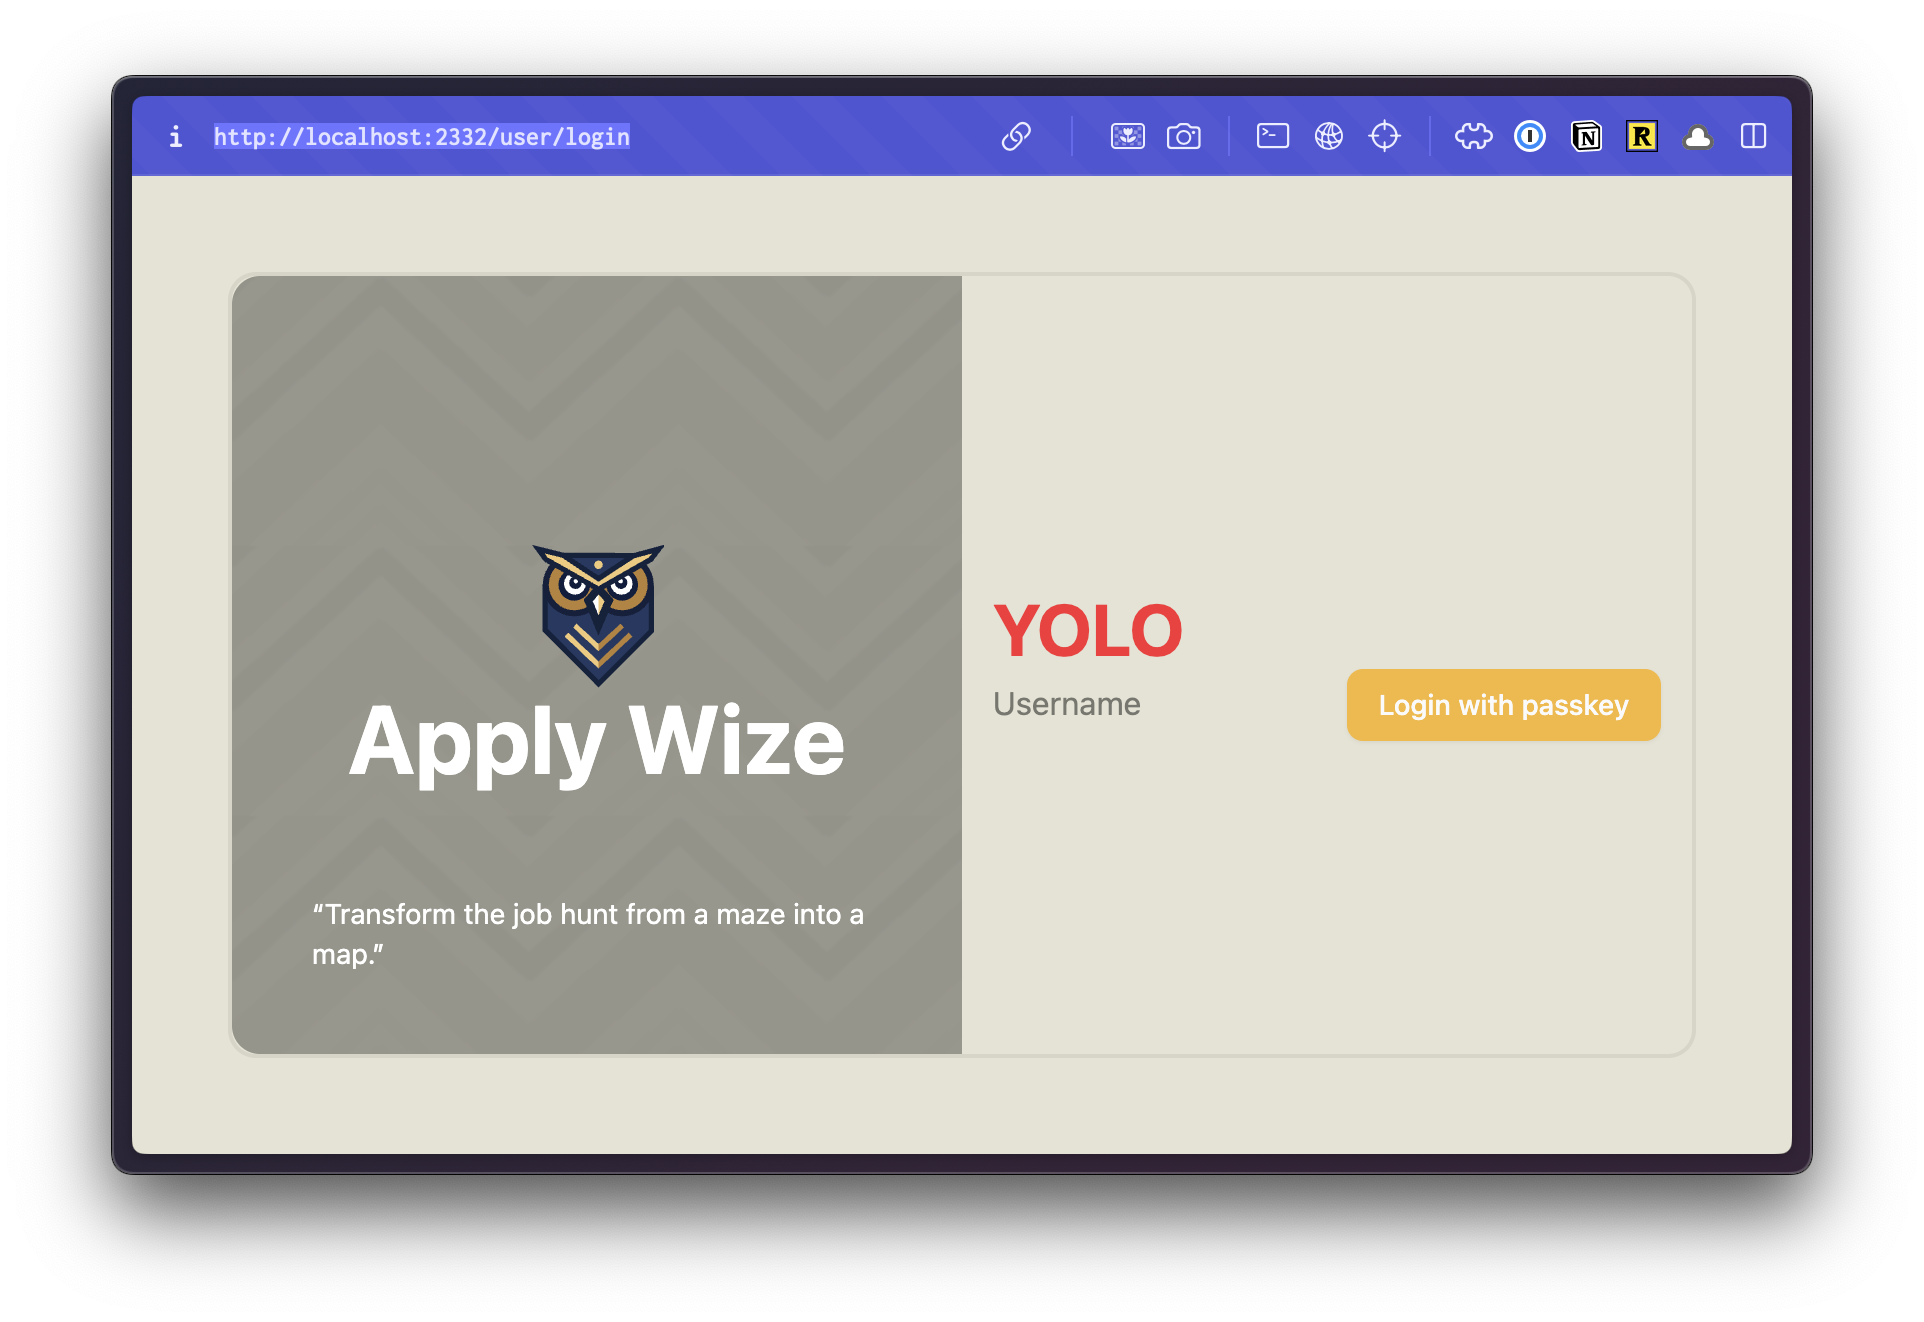 http://localhost:2332/user/login
N
R
Apply Wize
“Transform the job hunt from a maze into a
map.”
YOLO
Username
Login with passkey